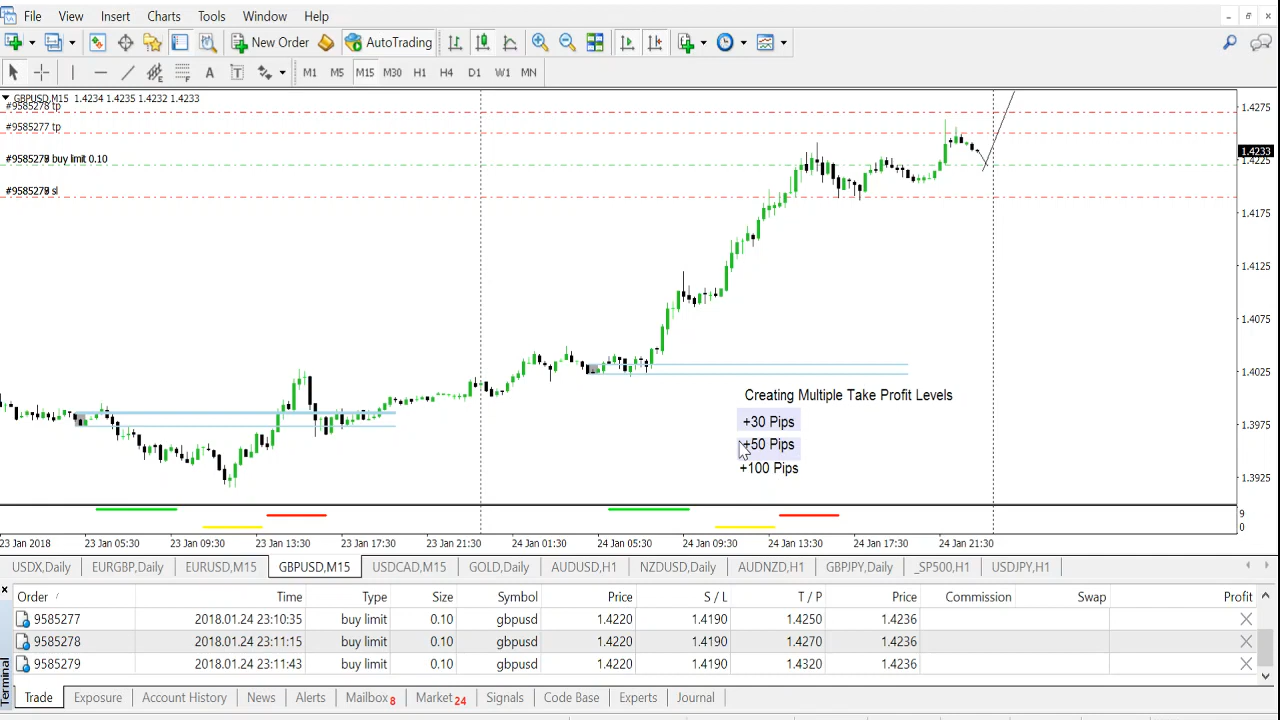 File View Insert Charts Tools Window Help
New Order AutoTrading
A T M1 M5 M15 M30 H1 H4 D1 W1 MN
GBPUSD,M15 1.4234 1.4235 1.4232 1.4233
#9585278 tp
#9585277 tp
buy limit 0.10
sl
1.4275
1.4233
1.4225
1.4175
1.4125
1.4075
1.4025
1.3975
1.3925
Creating Multiple Take Profit Levels
+30 Pips
+50 Pips
+100 Pips
9
0
23 Jan 2018 23 Jan 05:30 23 Jan 09:30 23 Jan 13:30 23 Jan 17:30 23 Jan 21:30 24 Jan 01:30 24 Jan 05:30 24 Jan 09:30 24 Jan 13:30 24 Jan 17:30 24 Jan 21:30
USDX,Daily EURGBP,Daily EURUSD,M15 GBPUSD,M15 USDCAD,M15 GOLD,Daily AUDUSD,H1 NZDUSD,Daily AUDNZD,H1 GBPJPY,Daily _SP500,H1 USDJPY,H1
Order / Time Type Size Symbol Price S / L T / P Price Commission Swap Profit
9585277 2018.01.24 23:10:35 buy limit 0.10 gbpusd 1.4220 1.4190 1.4250 1.4236
9585278 2018.01.24 23:11:15 buy limit 0.10 gbpusd 1.4220 1.4190 1.4270 1.4236
9585279 2018.01.24 23:11:43 buy limit 0.10 gbpusd 1.4220 1.4190 1.4320 1.4236
Terminal
Trade Exposure Account History News Alerts Mailbox 8 Market 24 Signals Code Base Experts Journal